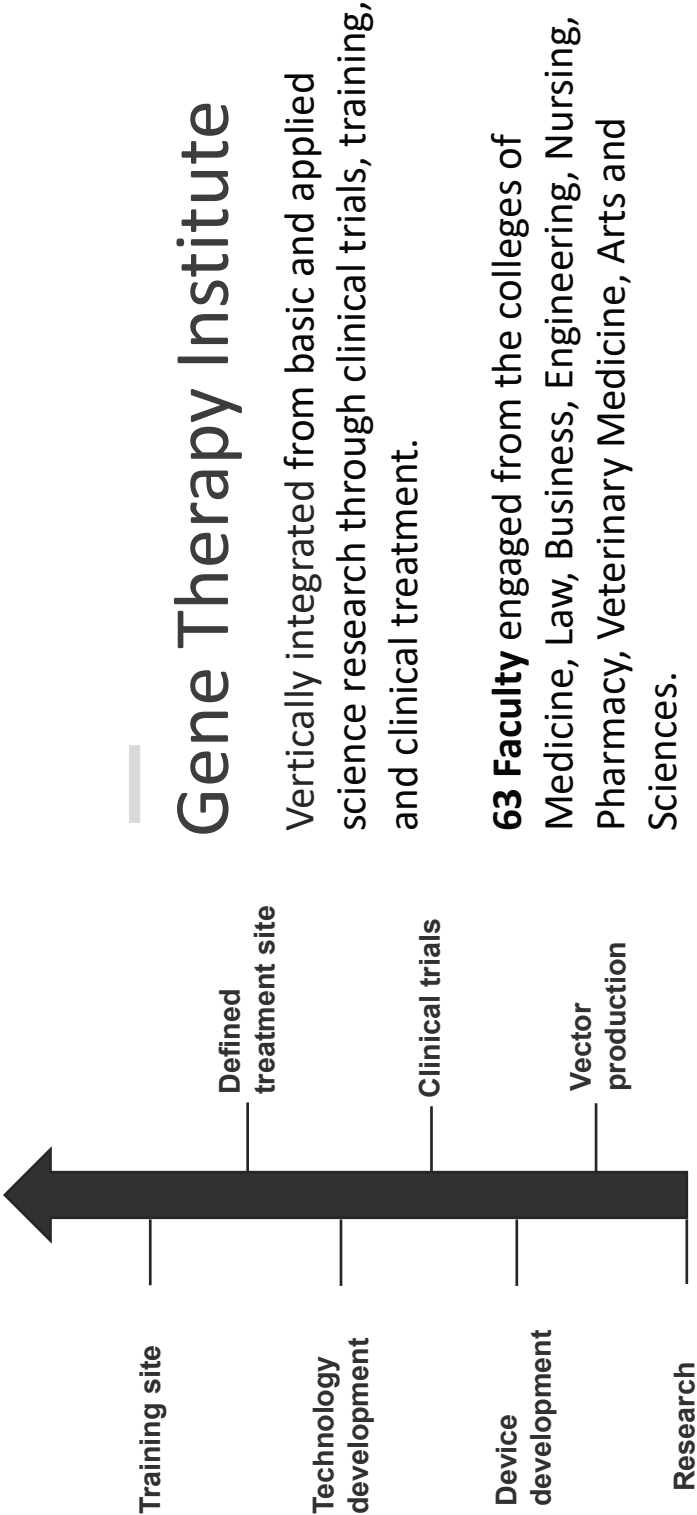 Training site
Defined
treatment site
Technology
development
Clinical trials
Device
development
Vector
production
Research
Gene Therapy Institute
Vertically integrated from basic and applied
science research through clinical trials, training,
and clinical treatment.
63 Faculty engaged from the colleges of
Medicine, Law, Business, Engineering, Nursing,
Pharmacy, Veterinary Medicine, Arts and
Sciences.